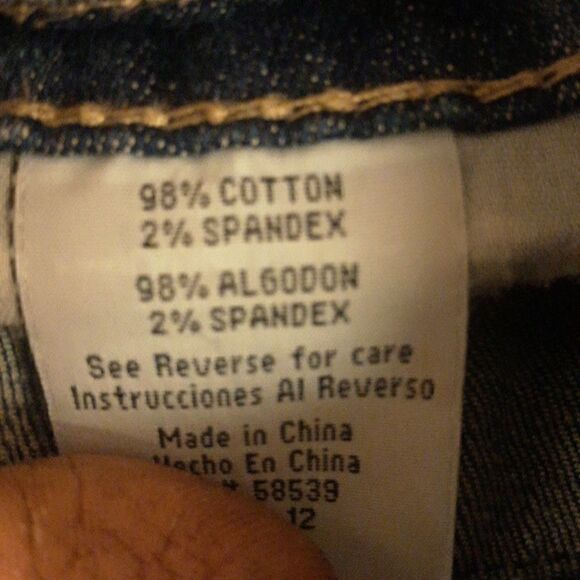 98% COTTON
2% SPANDEX
98% ALGODON
2% SPANDEX
See Reverse for care
Instrucciones Al Reverso
Made in China
Hecho En China
58539
12